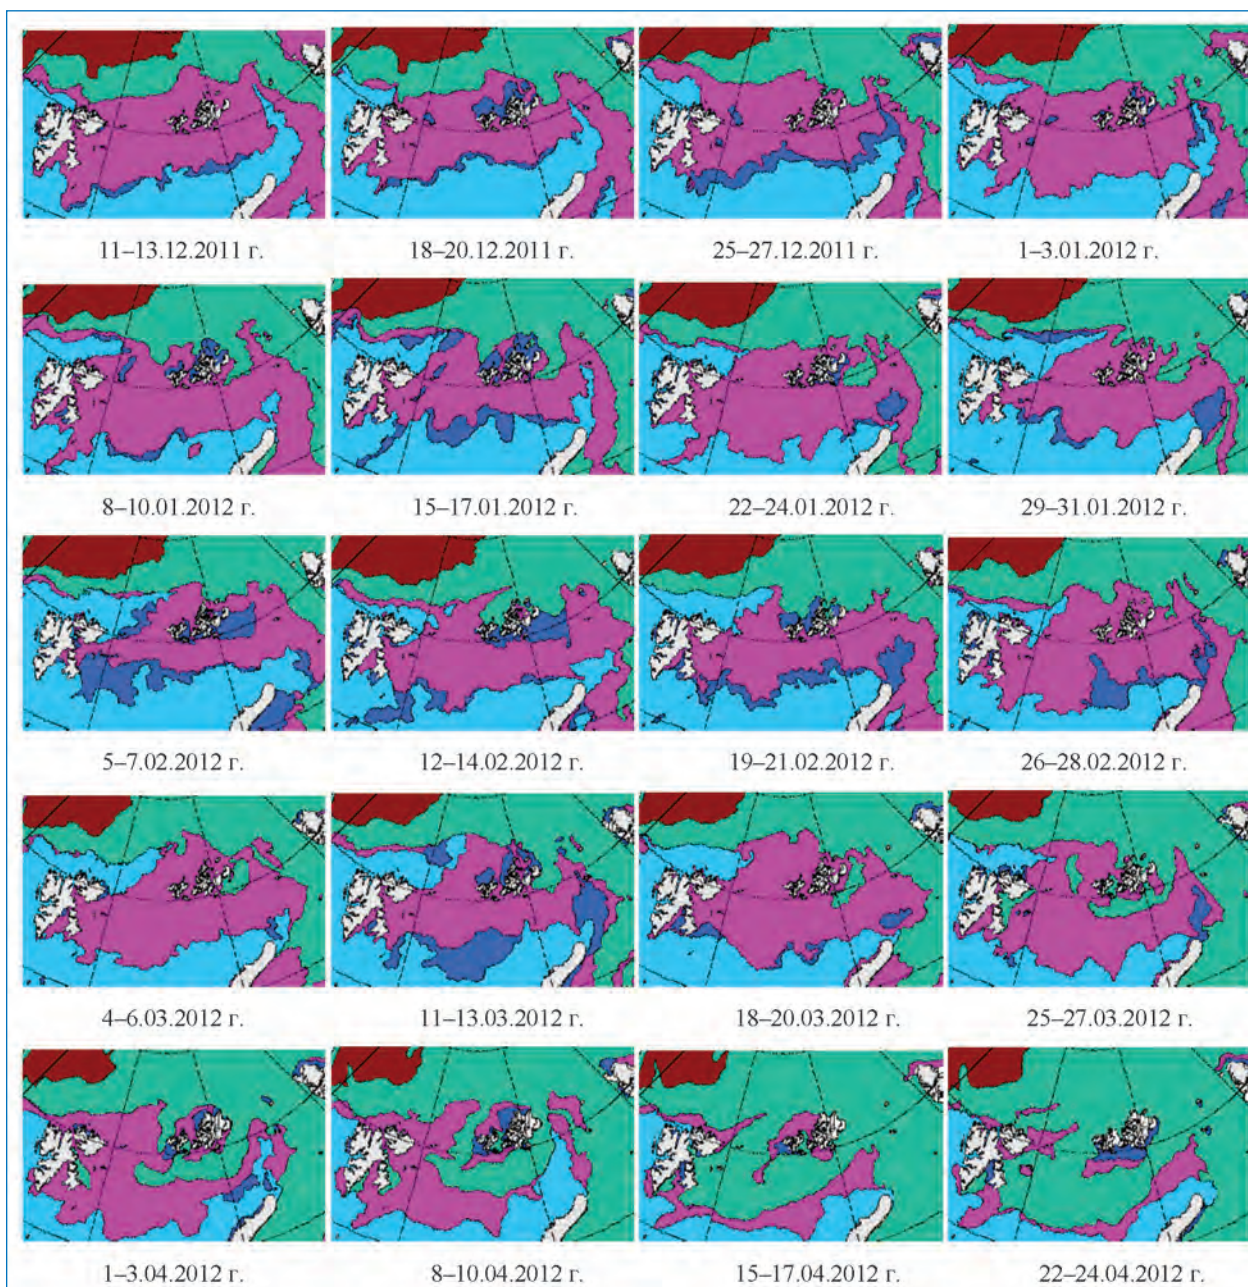 11–13.12.2011 г.
18–20.12.2011 г.
25–27.12.2011 г.
1–3.01.2012 г.
8–10.01.2012 г.
15–17.01.2012 г.
22–24.01.2012 г.
29–31.01.2012 г.
5–7.02.2012 г.
12–14.02.2012 г.
19–21.02.2012 г.
26–28.02.2012 г.
4–6.03.2012 г.
11–13.03.2012 г.
18–20.03.2012 г.
25–27.03.2012 г.
1–3.04.2012 г.
8–10.04.2012 г.
15–17.04.2012 г.
22–24.04.2012 г.